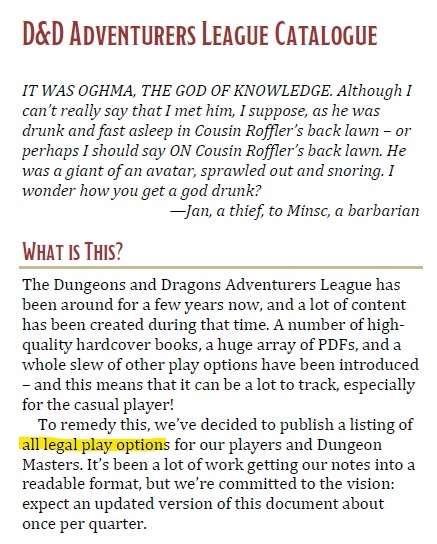 D&D ADVENTURERS LEAGUE CATALOGUE
IT WAS OGHMA, THE GOD OF KNOWLEDGE. Although I
can't really say that I met him, I suppose, as he was
drunk and fast asleep in Cousin Roffler's back lawn – or
perhaps I should say ON Cousin Roffler's back lawn. He
was a giant of an avatar, sprawled out and snoring. I
wonder how you get a god drunk?
—Jan, a thief, to Minsc, a barbarian
WHAT IS THIS?
The Dungeons and Dragons Adventurers League has
been around for a few years now, and a lot of content
has been created during that time. A number of high-
quality hardcover books, a huge array of PDFs, and a
whole slew of other play options have been introduced
– and this means that it can be a lot to track, especially
for the casual player!
To remedy this, we've decided to publish a listing of
all legal play options for our players and Dungeon
Masters. It's been a lot of work getting our notes into a
readable format, but we're committed to the vision:
expect an updated version of this document about
once per quarter.